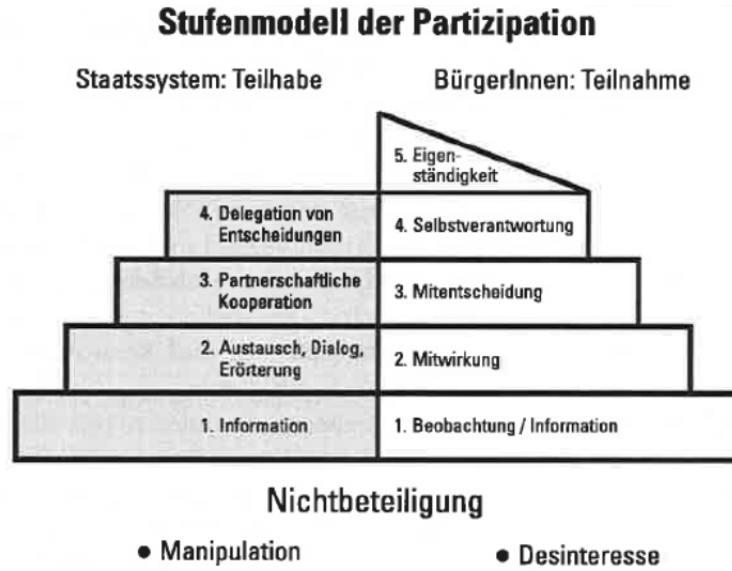 Stufenmodell der Partizipation
Staatssystem: Teilhabe
BürgerInnen: Teilnahme
5. Eigen-
ständigkeit
4. Delegation von
Entscheidungen
4. Selbstverantwortung
3. Partnerschaftliche
Kooperation
3. Mitentscheidung
2. Austausch, Dialog,
Erörterung
2. Mitwirkung
1. Information
1. Beobachtung / Information
Nichtbeteiligung
• Manipulation
• Desinteresse